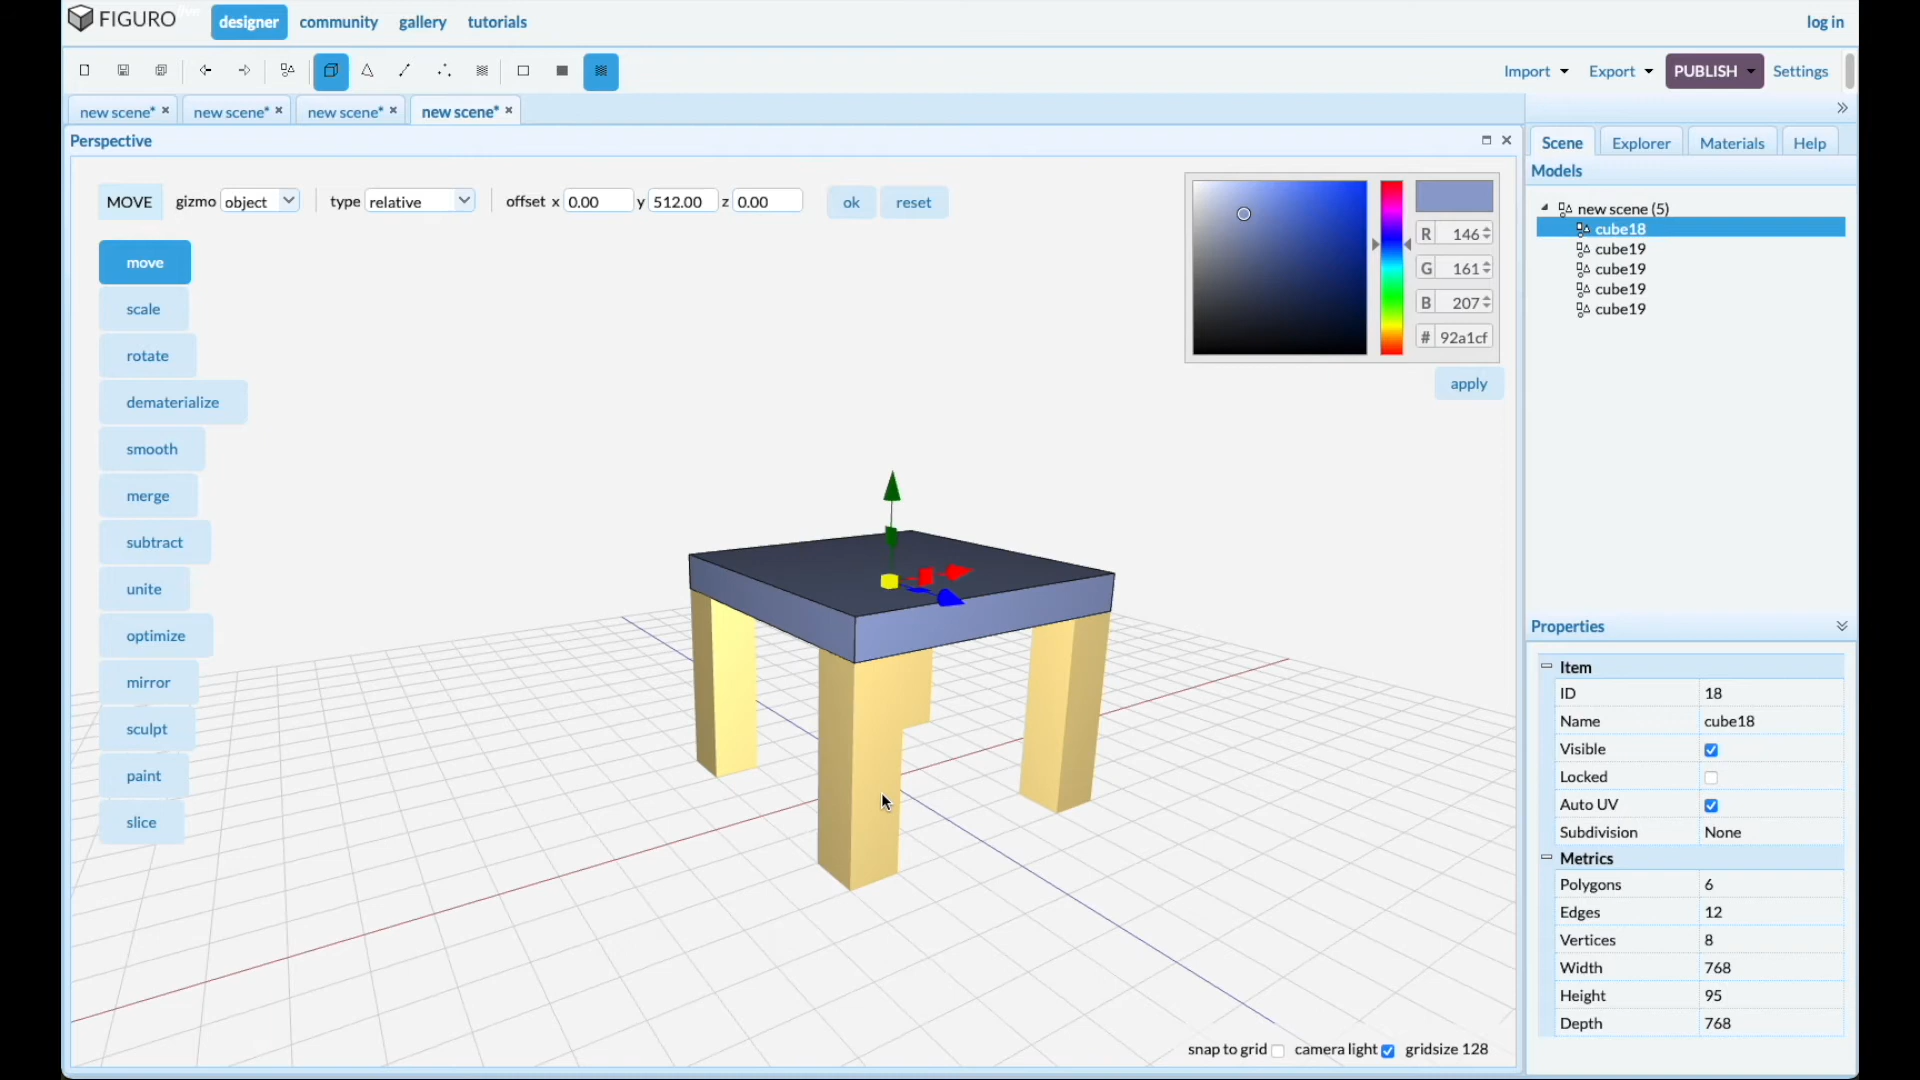 FIGURO live designer community gallery tutorials log in
Import Export PUBLISH Settings
new scene* × new scene* × new scene* × new scene* ×
Perspective
MOVE gizmo object type relative offset x 0.00 y 512.00 z 0.00 ok reset
move
scale
rotate
dematerialize
smooth
merge
subtract
unite
optimize
mirror
sculpt
paint
slice
R 146
G 161
B 207
# 92a1cf
apply
snap to grid camera light gridsize 128
Scene Explorer Materials Help
Models
new scene (5)
cube18
cube19
cube19
cube19
cube19
Properties
Item
ID 18
Name cube18
Visible
Locked
Auto UV
Subdivision None
Metrics
Polygons 6
Edges 12
Vertices 8
Width 768
Height 95
Depth 768